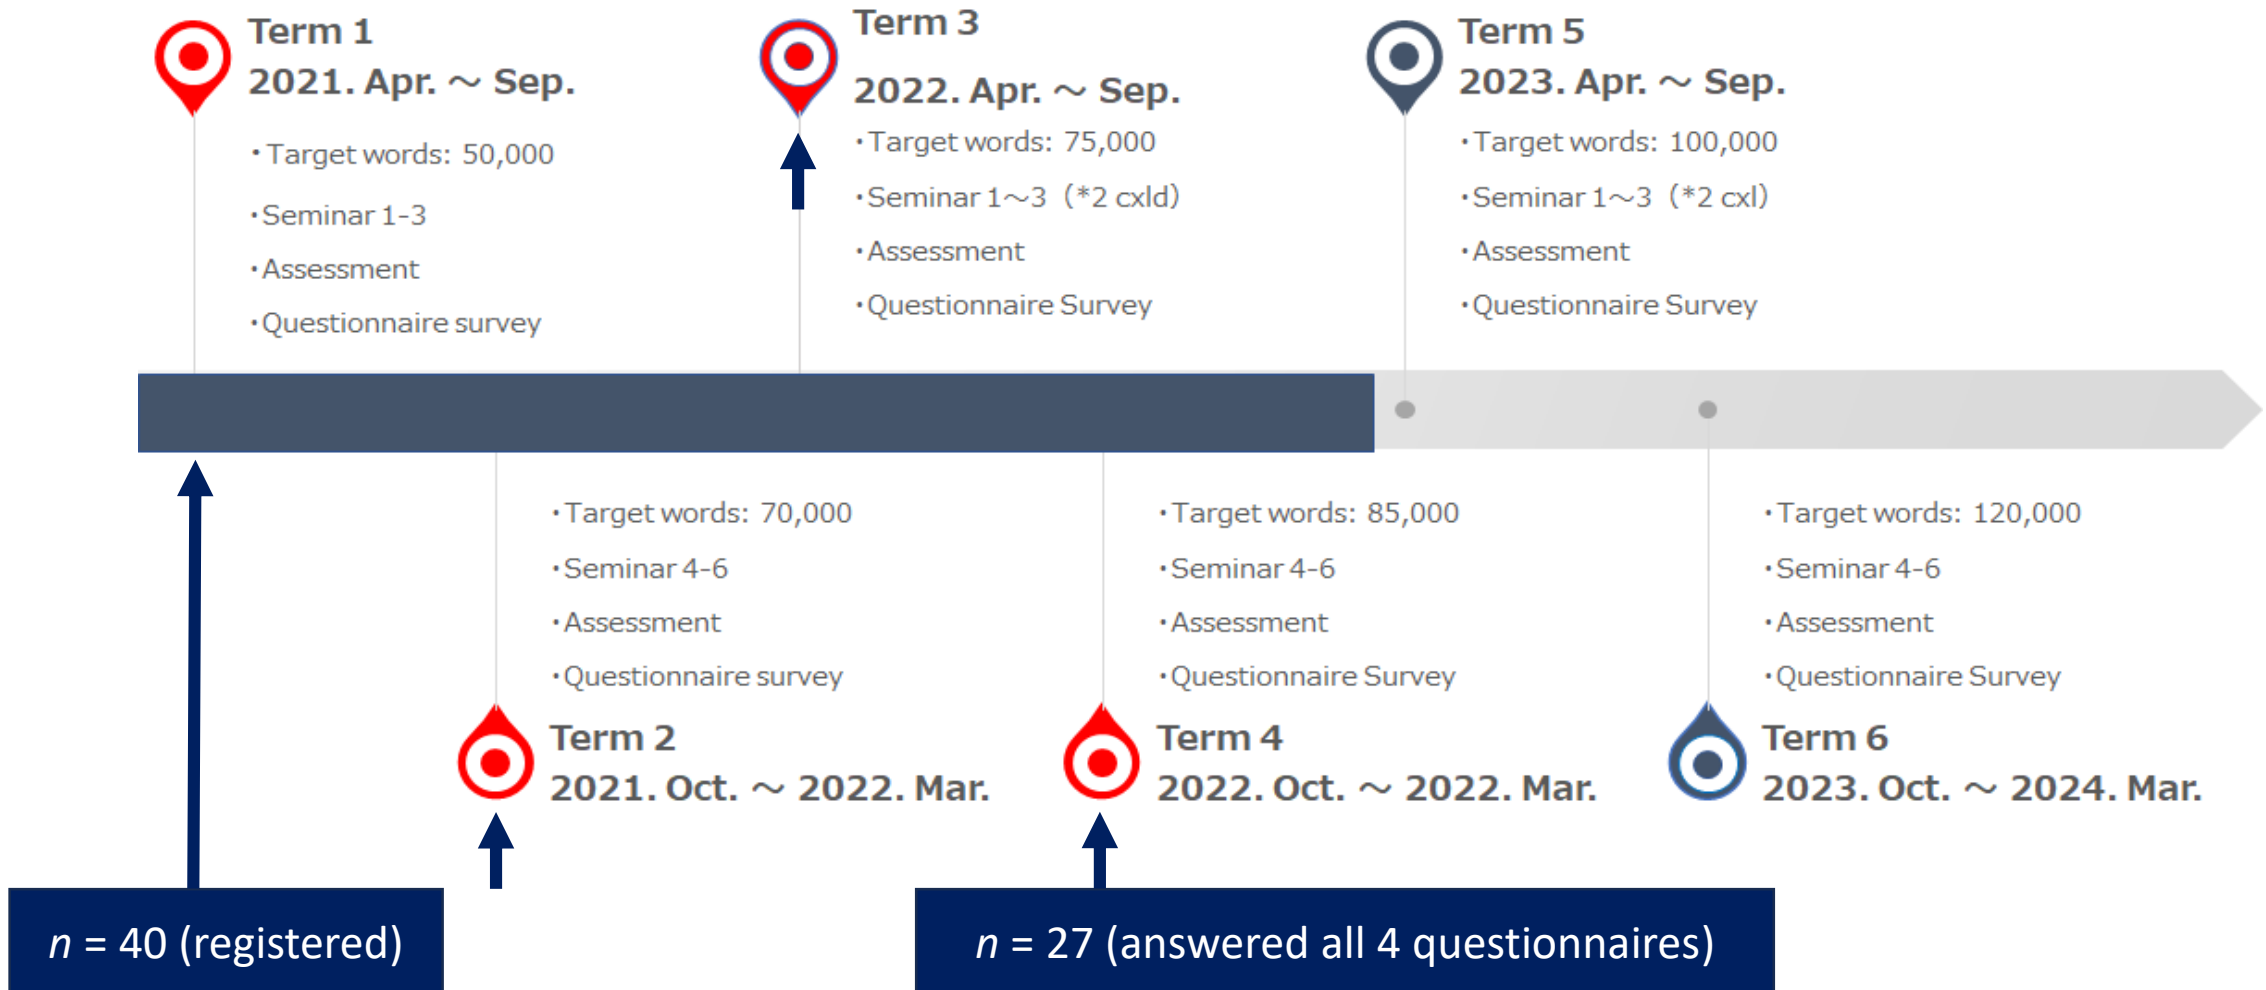 Term 1
2021. Apr. ～ Sep.
・Target words: 50,000
・Seminar 1-3
・Assessment
・Questionnaire survey
Term 3
2022. Apr. ～ Sep.
・Target words: 75,000
・Seminar 1～3（*2 cxld）
・Assessment
・Questionnaire Survey
Term 5
2023. Apr. ～ Sep.
・Target words: 100,000
・Seminar 1～3（*2 cxl）
・Assessment
・Questionnaire Survey
・Target words: 70,000
・Seminar 4-6
・Assessment
・Questionnaire survey
Term 2
2021. Oct. ～ 2022. Mar.
・Target words: 85,000
・Seminar 4-6
・Assessment
・Questionnaire Survey
Term 4
2022. Oct. ～ 2022. Mar.
・Target words: 120,000
・Seminar 4-6
・Assessment
・Questionnaire Survey
Term 6
2023. Oct. ～ 2024. Mar.
n = 40 (registered)
n = 27 (answered all 4 questionnaires)